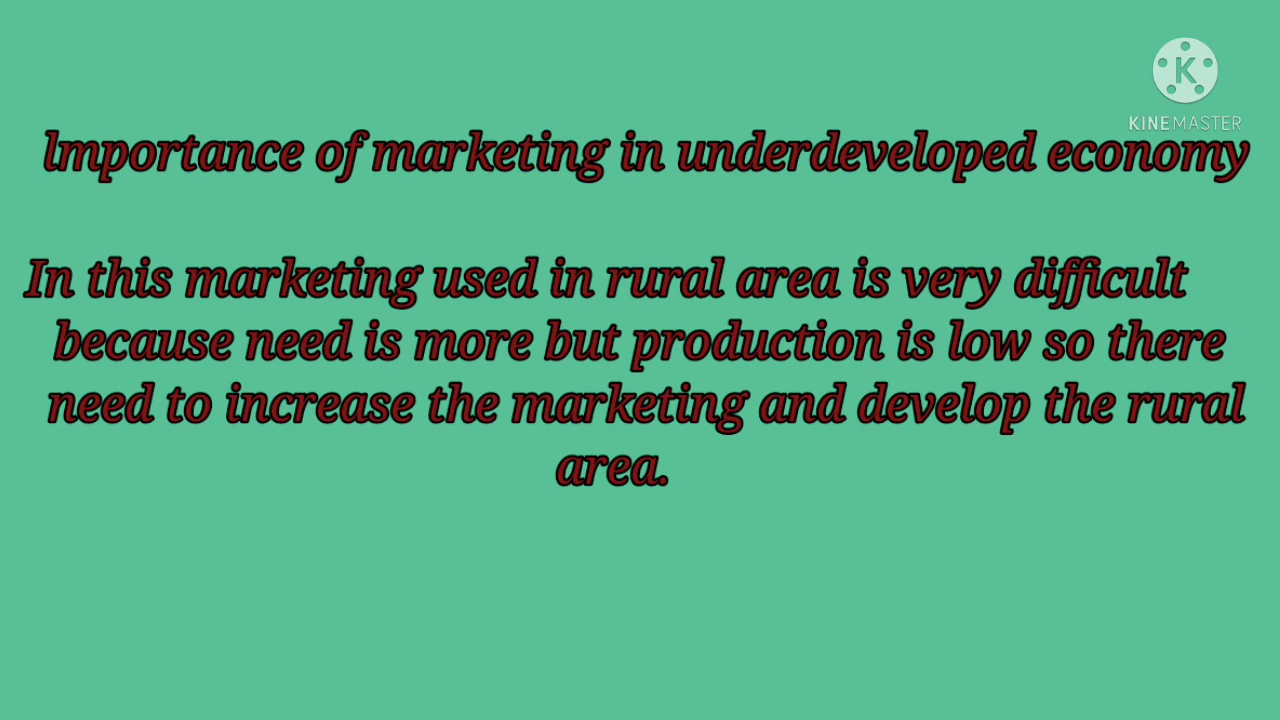 K
KINEMASTER
Importance of marketing in underdeveloped economy
In this marketing used in rural area is very difficult
because need is more but production is low so there
need to increase the marketing and develop the rural
area.